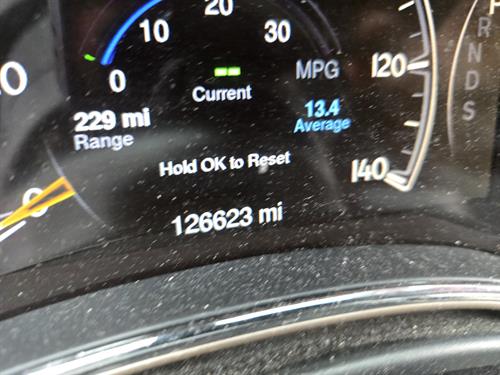 20
10
30
0
MPG
120
Current
229 mi
Range
13.4
Average
Hold OK to Reset
140
0
126623 mi
R
N
D
S